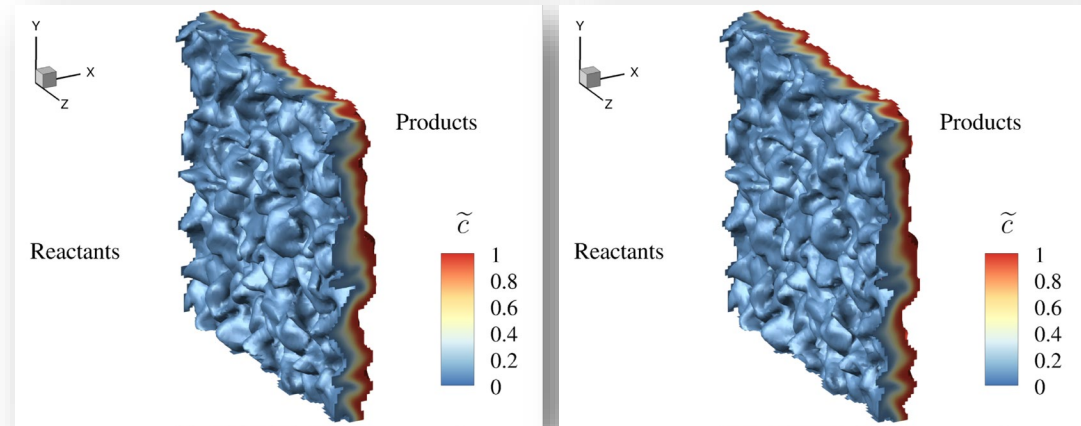 Y
X
Z
Products
Reactants
c̃
1
0.8
0.6
0.4
0.2
0
Y
X
Z
Products
Reactants
c̃
1
0.8
0.6
0.4
0.2
0